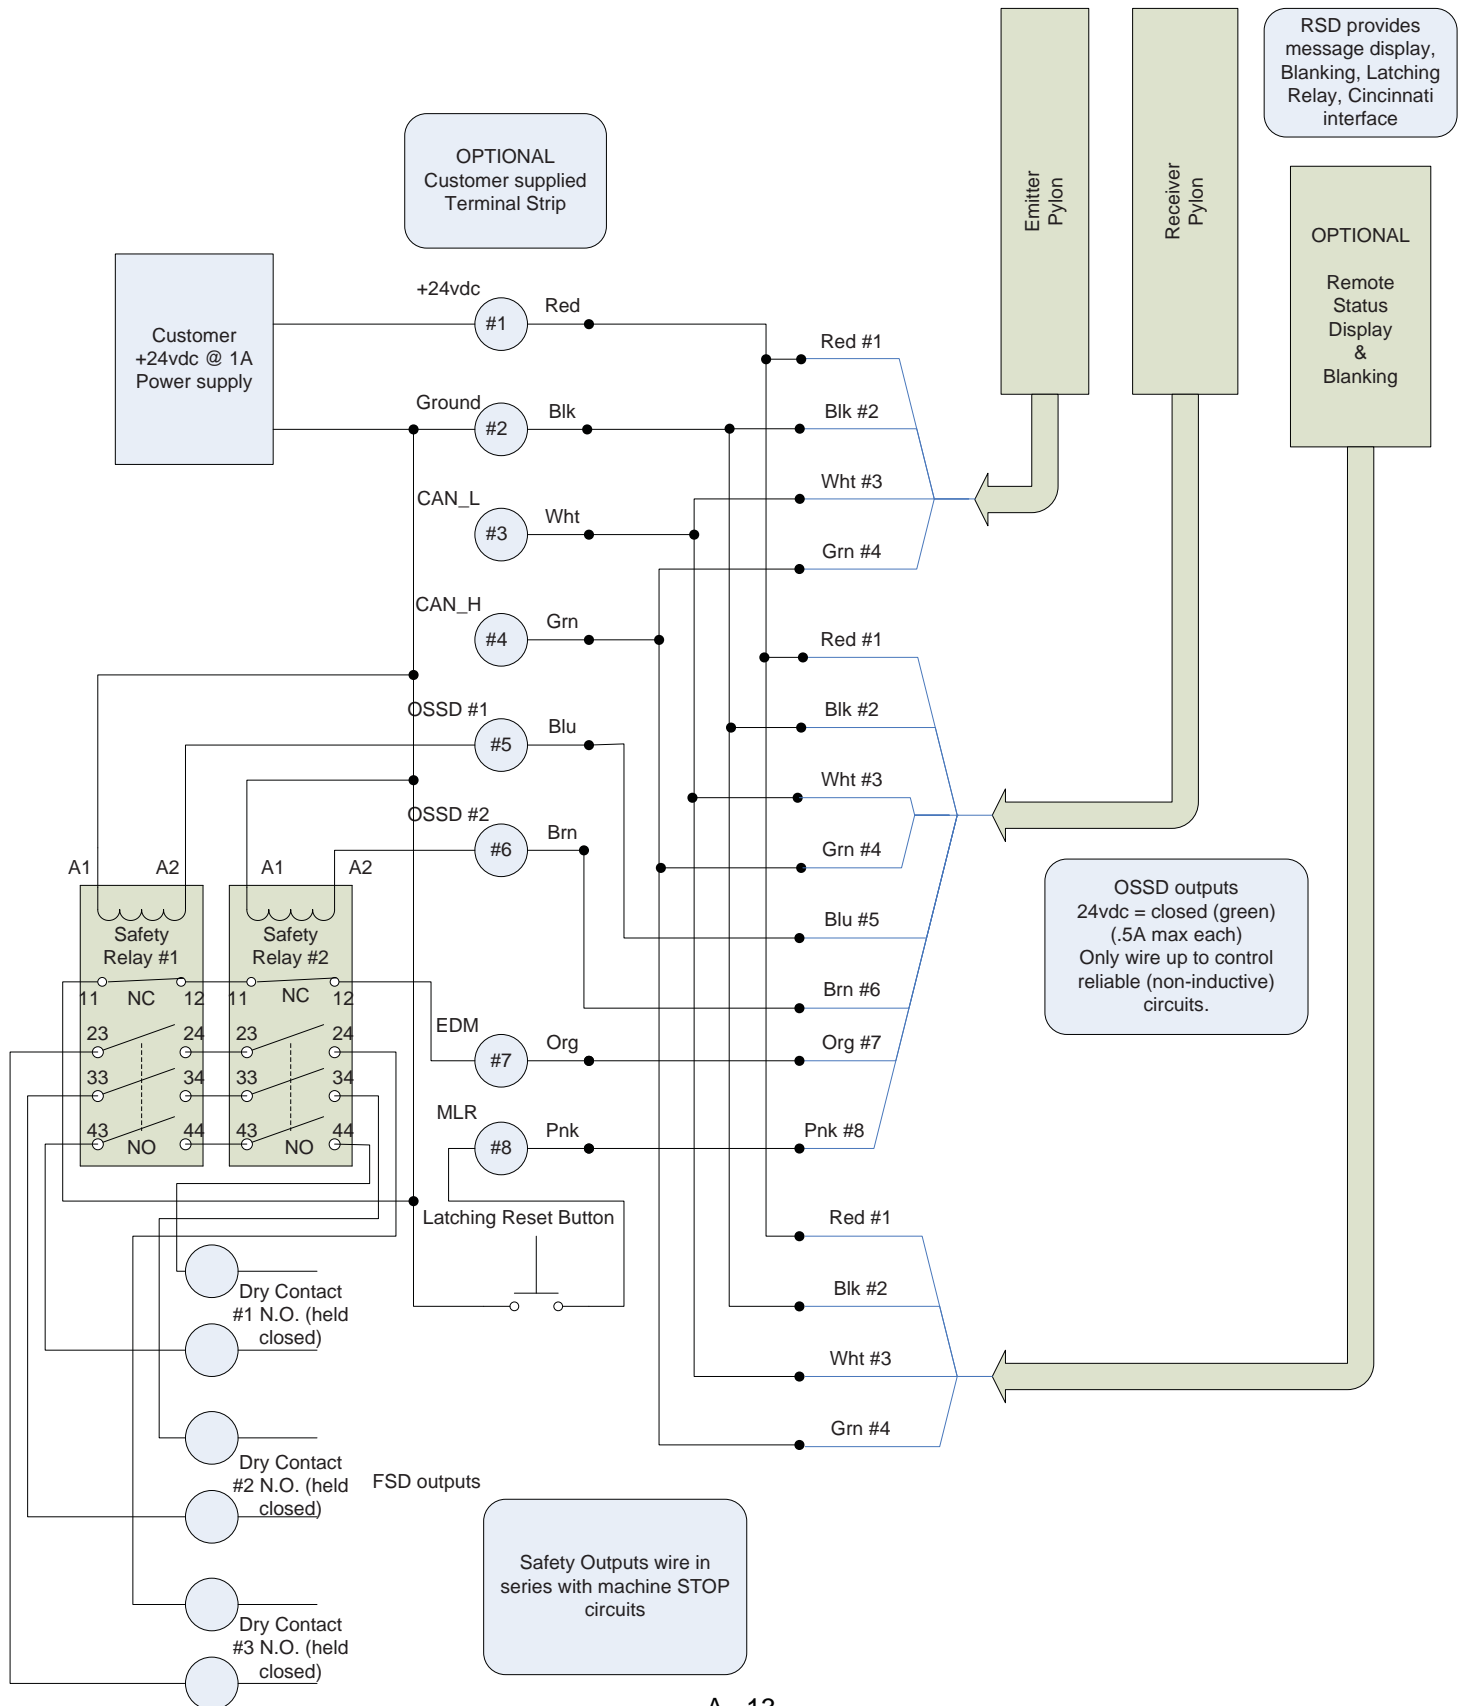 RSD provides
message display,
Blanking, Latching
Relay, Cincinnati
interface
OPTIONAL
Customer supplied
Terminal Strip
Emitter
Pylon
Receiver
Pylon
OPTIONAL
Remote
Status
Display
&
Blanking
Customer
+24vdc @ 1A
Power supply
+24vdc
#1
Red
Ground
#2
Blk
CAN_L
#3
Wht
CAN_H
#4
Grn
OSSD #1
#5
Blu
OSSD #2
#6
Brn
EDM
#7
Org
MLR
#8
Pnk
Red #1
Blk #2
Wht #3
Grn #4
Red #1
Blk #2
Wht #3
Grn #4
Blu #5
Brn #6
Org #7
Pnk #8
Red #1
Blk #2
Wht #3
Grn #4
OSSD outputs
24vdc = closed (green)
(.5A max each)
Only wire up to control
reliable (non-inductive)
circuits.
A1 A2 A1 A2
Safety
Relay #1
11 NC 12
23 24
33 34
43 NO 44
Safety
Relay #2
11 NC 12
23 24
33 34
43 NO 44
Latching Reset Button
Dry Contact
#1 N.O. (held
closed)
Dry Contact
#2 N.O. (held
closed)
FSD outputs
Dry Contact
#3 N.O. (held
closed)
Safety Outputs wire in
series with machine STOP
circuits